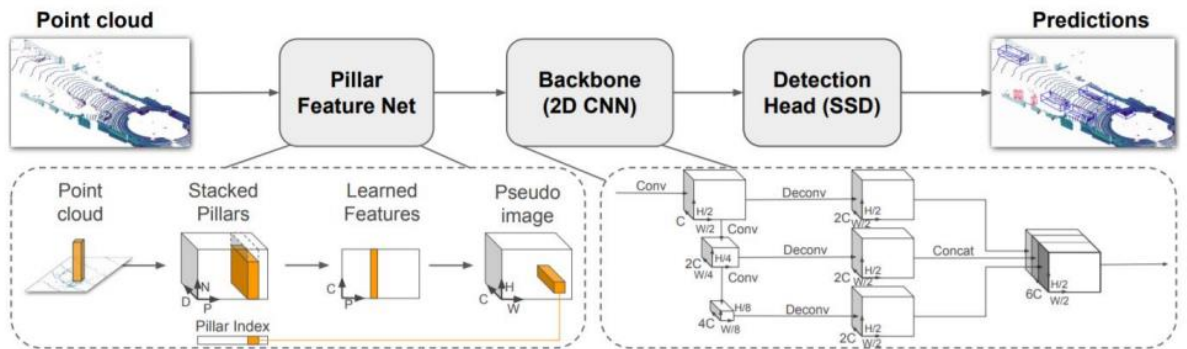 Point cloud
Predictions
Pillar
Feature Net
Backbone
(2D CNN)
Detection
Head (SSD)
Point
cloud
Stacked
Pillars
Learned
Features
Pseudo
image
D
N
P
C
P
C
H
W
Pillar Index
Conv
C
H/2
W/2
Conv
2C
H/4
W/4
Conv
4C
H/8
W/8
Deconv
Deconv
Deconv
2C
H/2
W/2
2C
H/2
W/2
2C
H/2
W/2
Concat
6C
H/2
W/2